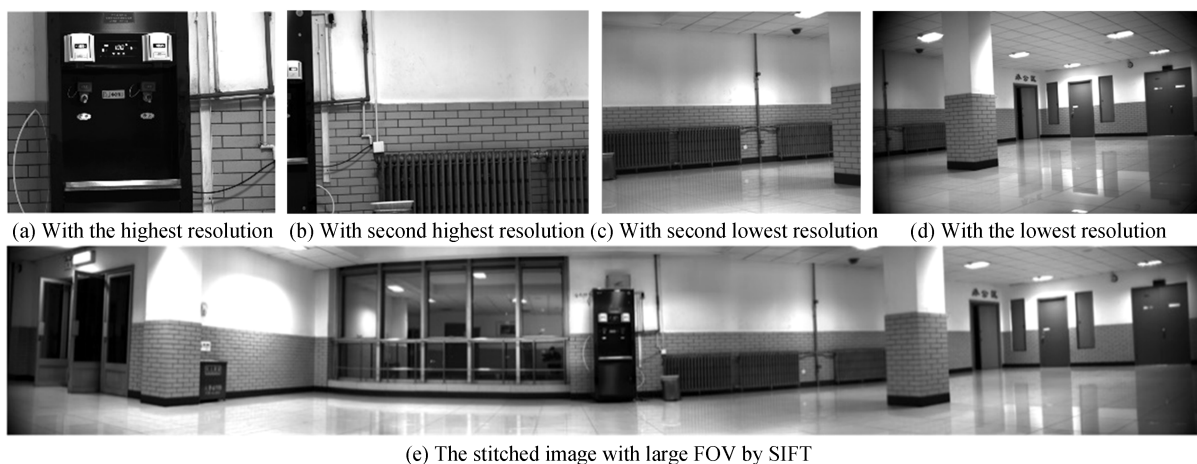 (a) With the highest resolution
(b) With second highest resolution
(c) With second lowest resolution
(d) With the lowest resolution
(e) The stitched image with large FOV by SIFT